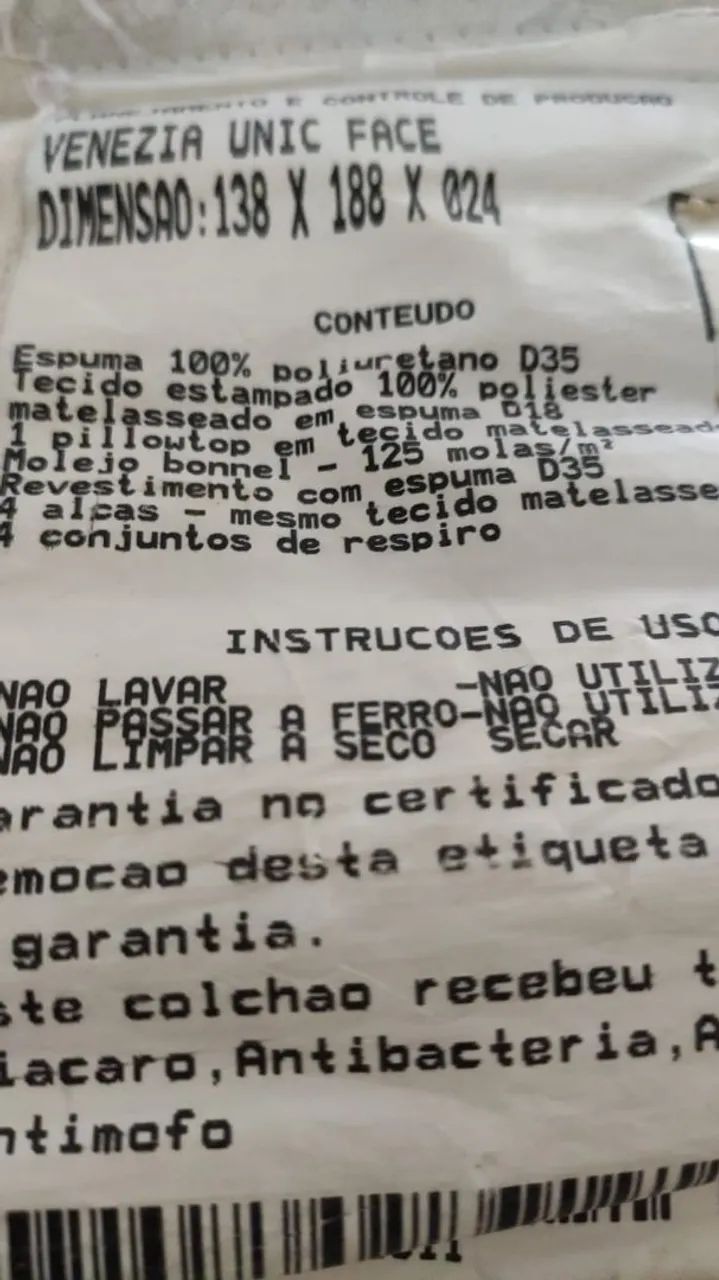 E CONTROLE DE PRODUCAO
VENEZIA UNIC FACE
DIMENSAO:138 X 188 X 024
CONTEUDO
Espuma 100% poliuretano D35
Tecido estampado 100% poliester
matelasseado em espuma D18
1 pillowtop em tecido matelassead
Molejo bonnel - 125 molas/m²
Revestimento com espuma D35
4 alcas - mesmo tecido matelasse
4 conjuntos de respiro
INSTRUCOES DE USO
NAO LAVAR -NAO UTILIZ
NAO PASSAR A FERRO-NAO UTILIZ
NAO LIMPAR A SECO SECAR
arantia no certificado
emocao desta etiqueta
garantia.
ste colchao recebeu t
iacaro,Antibacteria,A
ntimofo